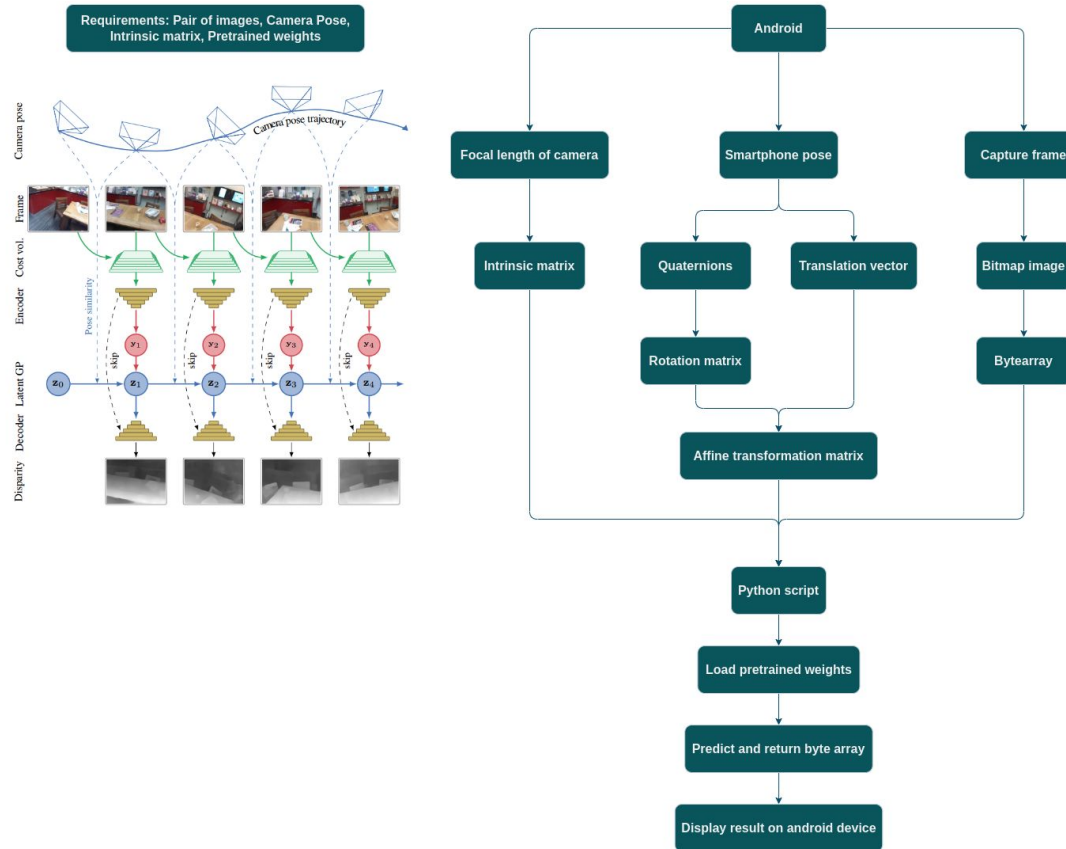 Requirements: Pair of images, Camera Pose,
Intrinsic matrix, Pretrained weights
Camera pose
Camera pose trajectory
Frame
Cost vol.
Encoder
Pose similarity
y₁
y₂
y₃
y₄
skip
skip
skip
skip
Latent GP
z₀
z₁
z₂
z₃
z₄
Decoder
Disparity
Android
Focal length of camera
Smartphone pose
Capture frame
Intrinsic matrix
Quaternions
Translation vector
Bitmap image
Rotation matrix
Bytearray
Affine transformation matrix
Python script
Load pretrained weights
Predict and return byte array
Display result on android device